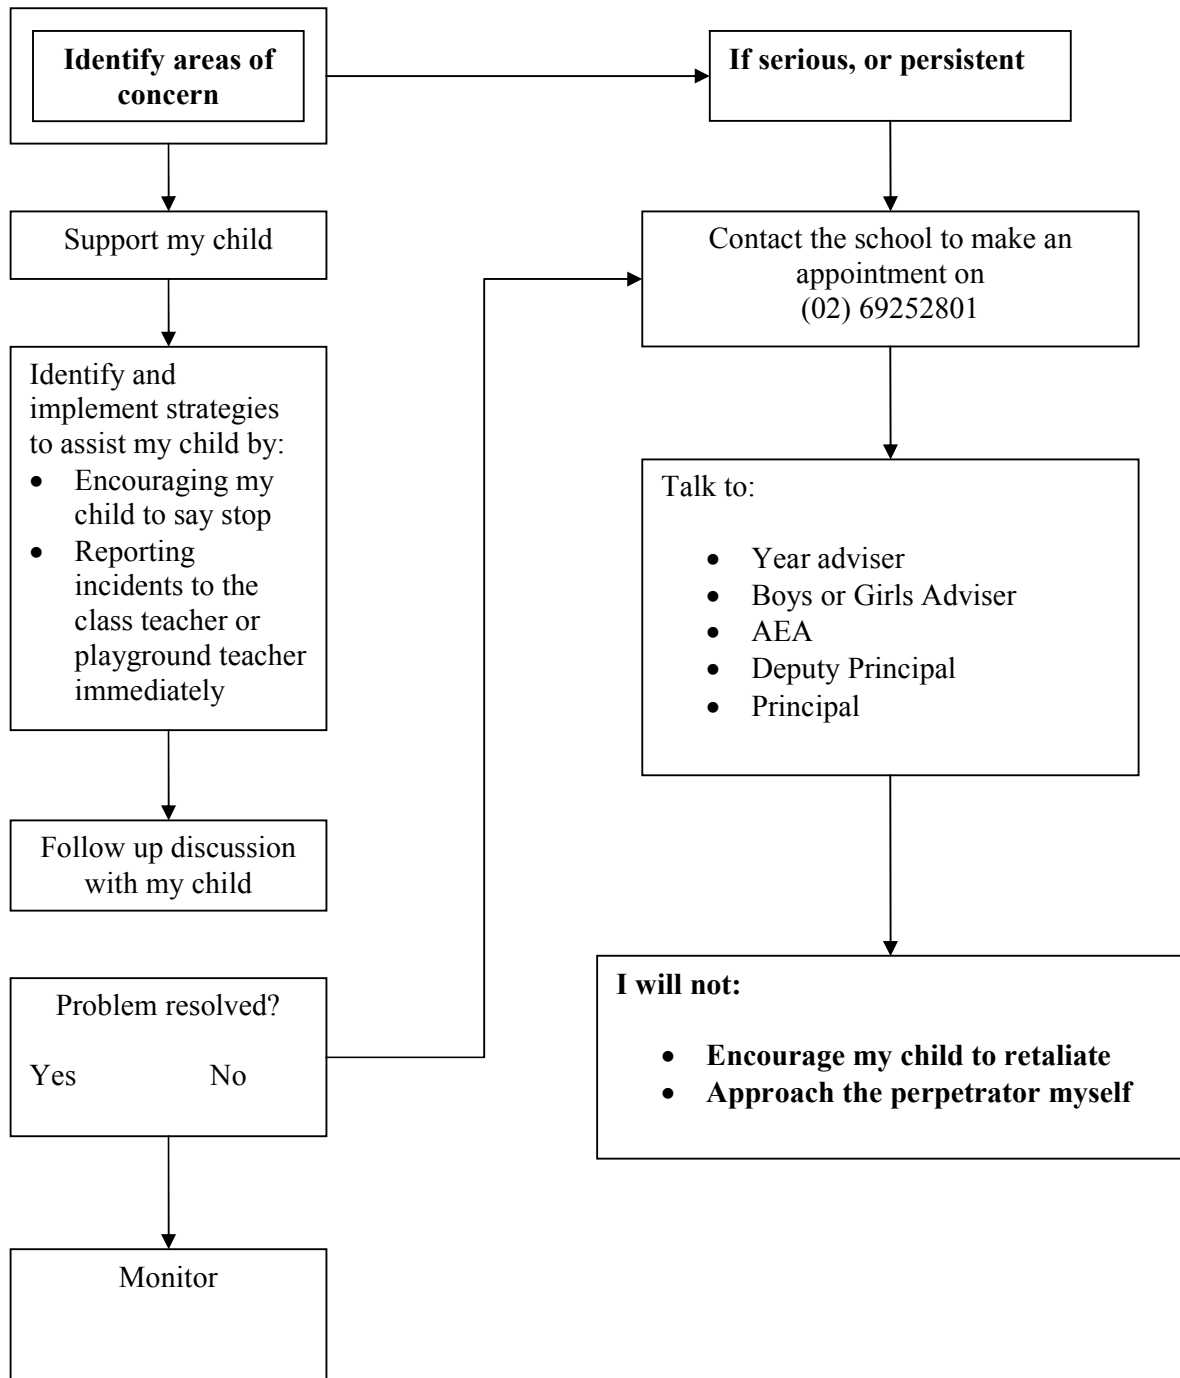 Identify areas of
concern
If serious, or persistent
Support my child
Contact the school to make an
appointment on
(02) 69252801
Identify and
implement strategies
to assist my child by:
• Encouraging my
child to say stop
• Reporting
incidents to the
class teacher or
playground teacher
immediately
Talk to:
• Year adviser
• Boys or Girls Adviser
• AEA
• Deputy Principal
• Principal
Follow up discussion
with my child
Problem resolved?
Yes No
I will not:
• Encourage my child to retaliate
• Approach the perpetrator myself
Monitor